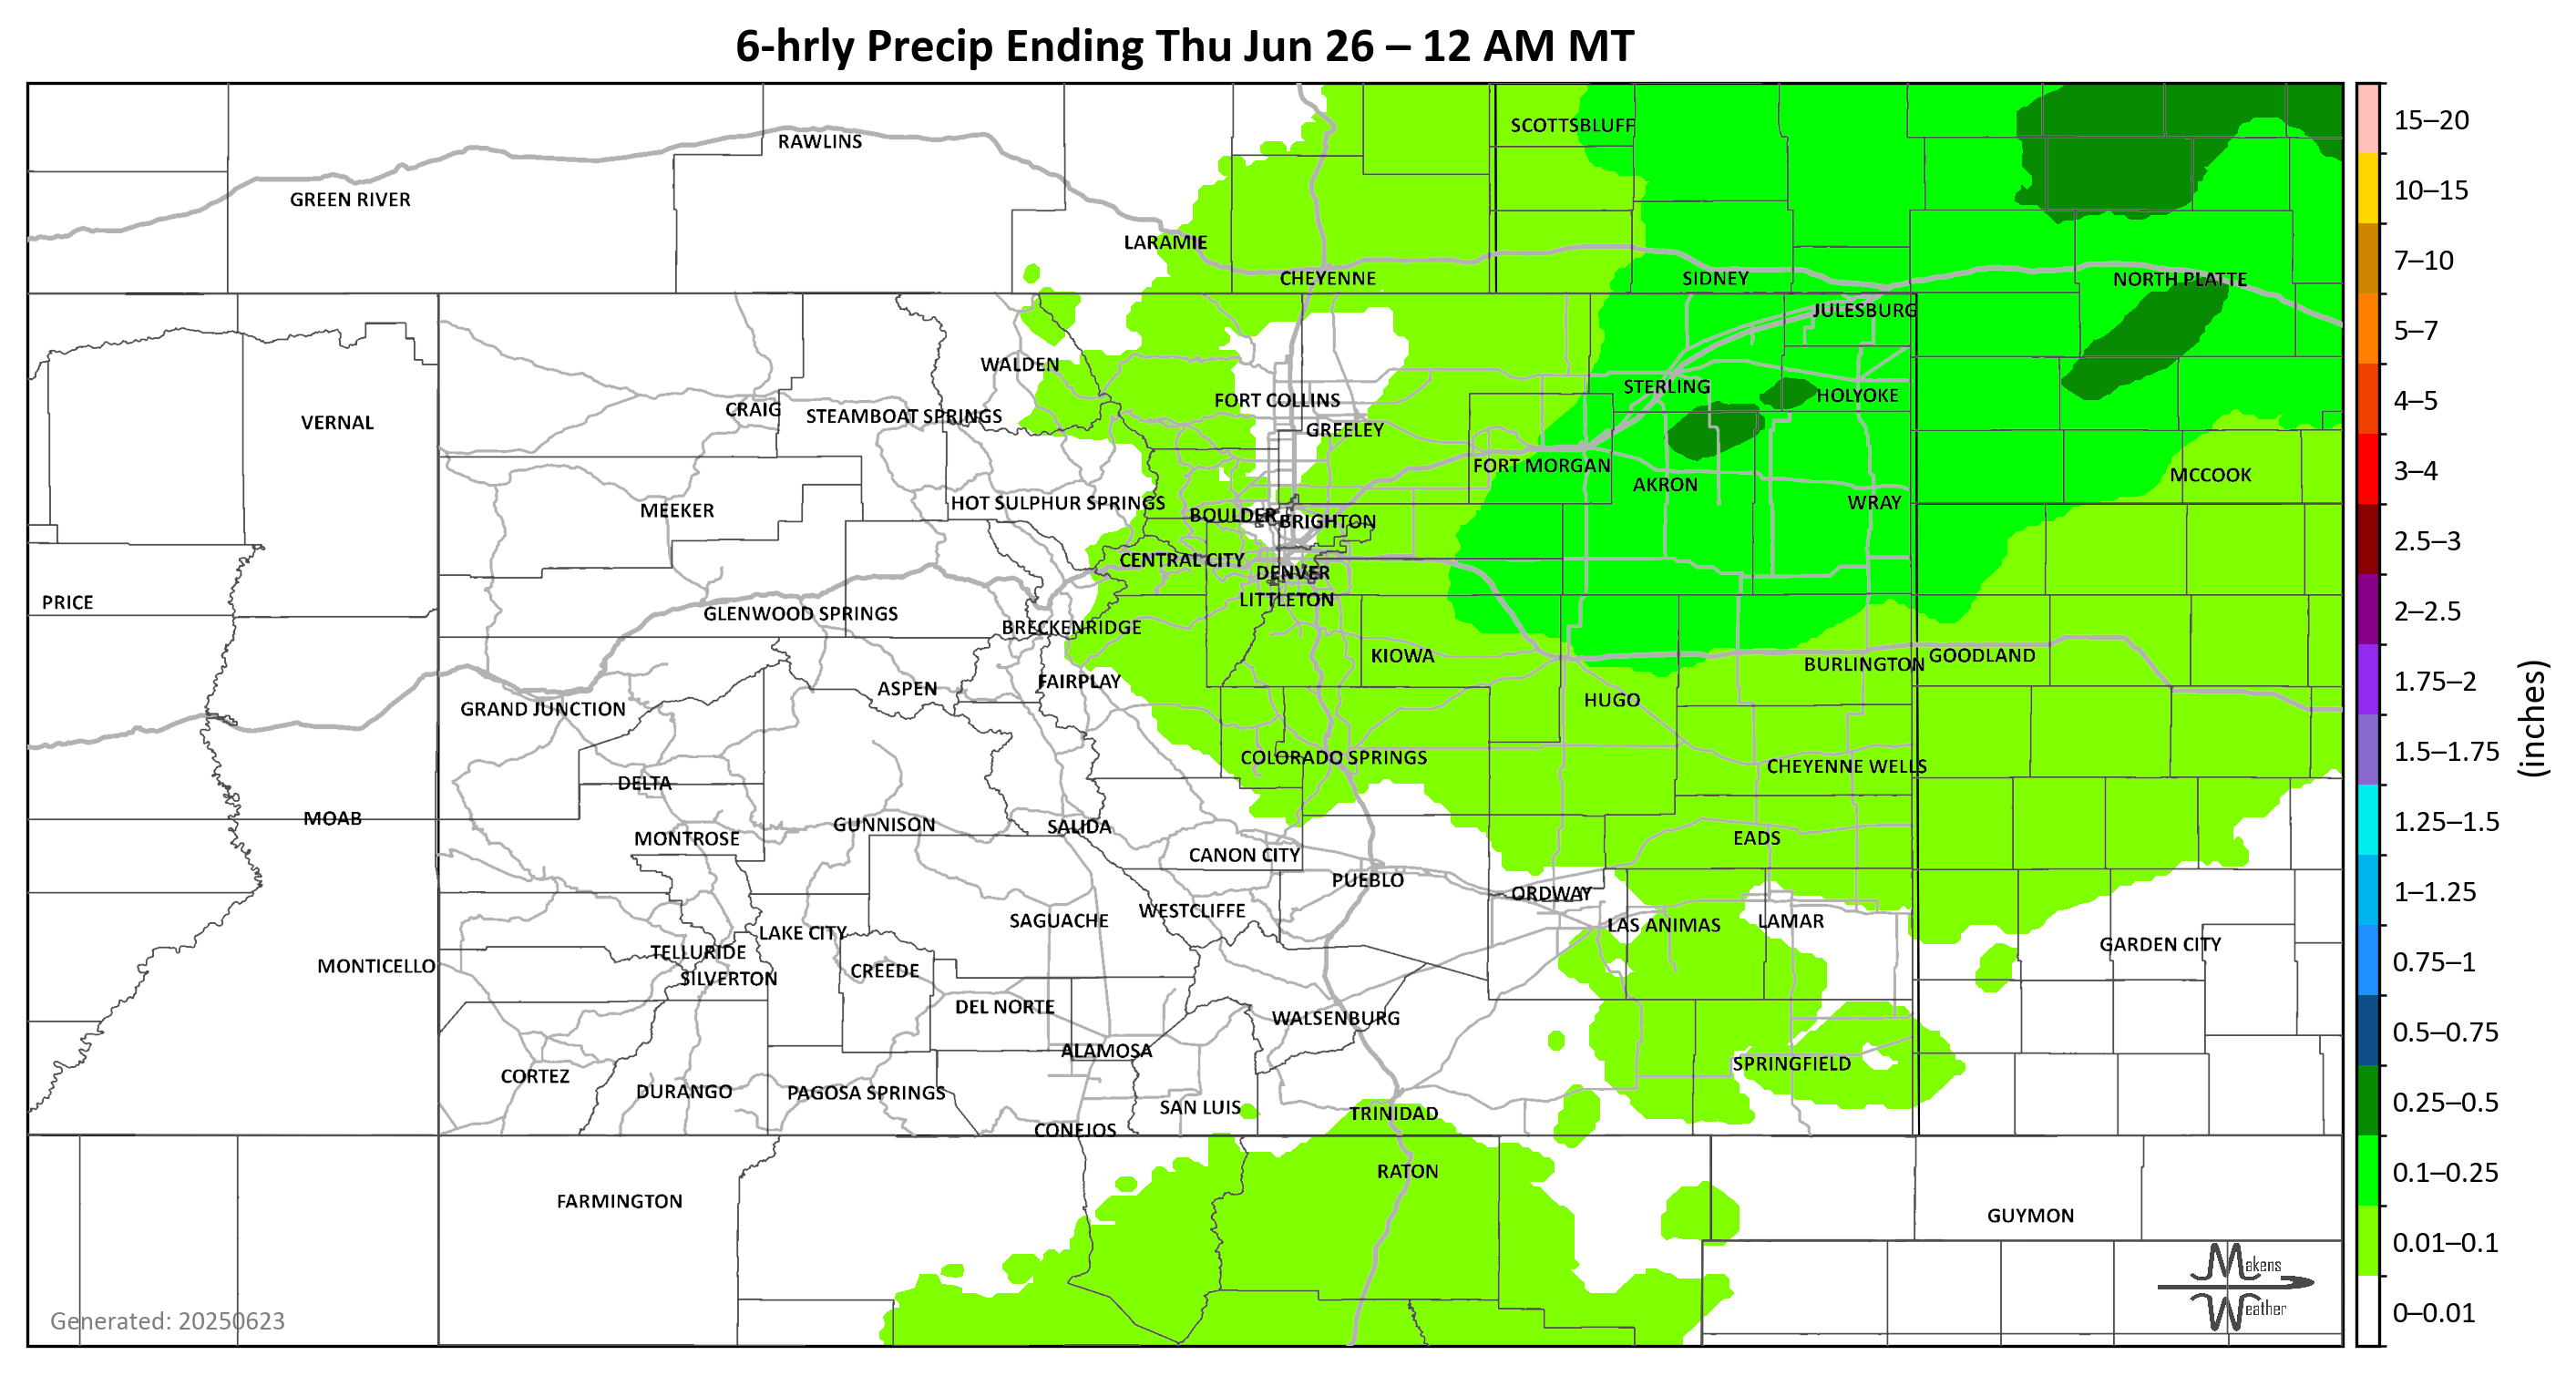 6-hrly Precip Ending Thu Jun 26 – 12 AM MT
15–20
SCOTTSBLUFF
RAWLINS
10–15
GREEN RIVER
LARAMIE
7–10
CHEYENNE
SIDNEY
NORTH PLATTE
JULESBURG
5–7
WALDEN
STERLING
HOLYOKE
4–5
FORT COLLINS
CRAIG
STEAMBOAT SPRINGS
VERNAL
GREELEY
FORT MORGAN
3–4
MCCOOK
AKRON
WRAY
HOT SULPHUR SPRINGS
MEEKER
BOULDER
BRIGHTON
2.5–3
CENTRAL CITY
DENVER
LITTLETON
PRICE
2–2.5
GLENWOOD SPRINGS
BRECKENRIDGE
KIOWA
GOODLAND
BURLINGTON
FAIRPLAY
1.75–2
ASPEN
HUGO
GRAND JUNCTION
(inches)
1.5–1.75
COLORADO SPRINGS
CHEYENNE WELLS
DELTA
MOAB
1.25–1.5
GUNNISON
SALIDA
MONTROSE
EADS
CANON CITY
PUEBLO
1–1.25
ORDWAY
WESTCLIFFE
SAGUACHE
LAS ANIMAS
LAMAR
LAKE CITY
GARDEN CITY
TELLURIDE
0.75–1
MONTICELLO
CREEDE
SILVERTON
DEL NORTE
WALSENBURG
0.5–0.75
ALAMOSA
SPRINGFIELD
CORTEZ
DURANGO
PAGOSA SPRINGS
0.25–0.5
SAN LUIS
TRINIDAD
CONEJOS
RATON
0.1–0.25
FARMINGTON
GUYMON
0.01–0.1
Makens
Weather
0–0.01
Generated: 20250623